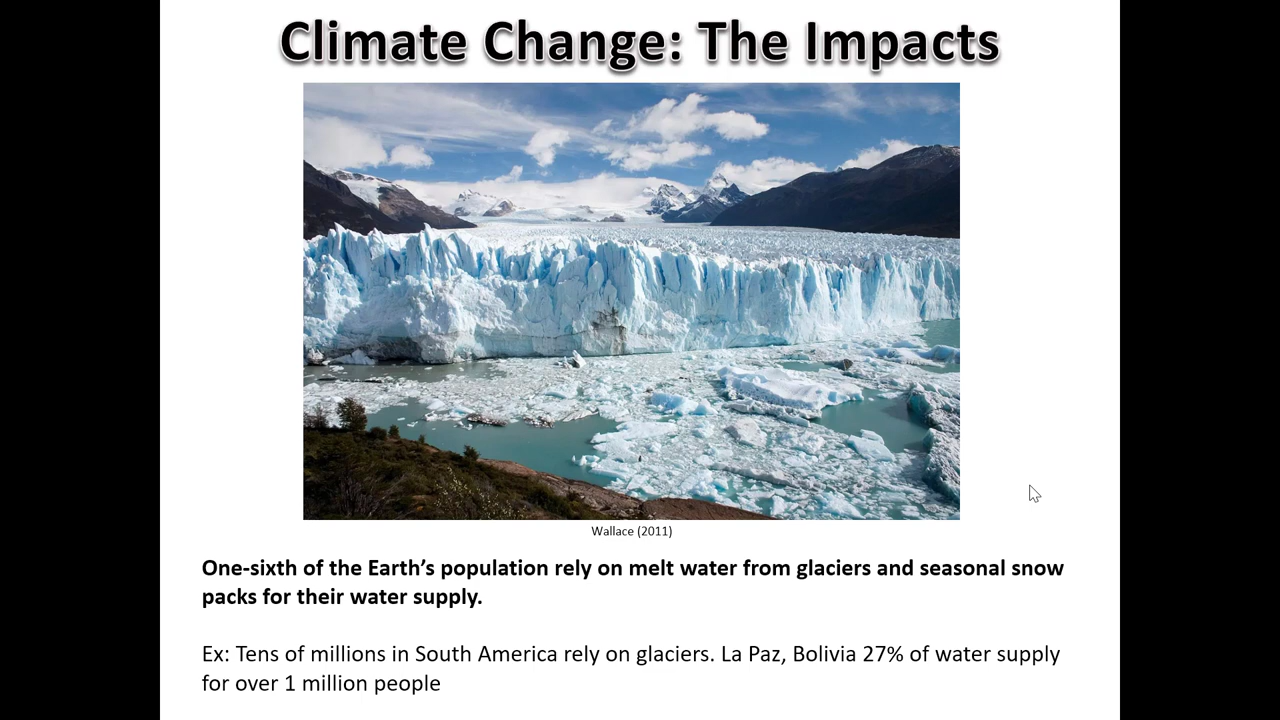 Climate Change: The Impacts
Wallace (2011)
One-sixth of the Earth’s population rely on melt water from glaciers and seasonal snow
packs for their water supply.
Ex: Tens of millions in South America rely on glaciers. La Paz, Bolivia 27% of water supply
for over 1 million people